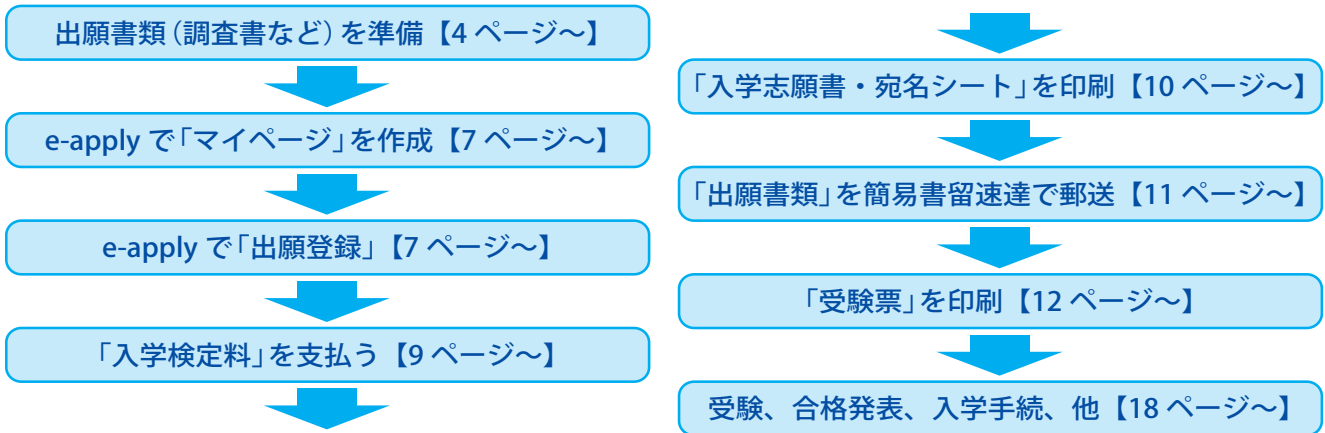 出願書類（調査書など）を準備【4 ページ～】
e-apply で「マイページ」を作成【7 ページ～】
e-apply で「出願登録」【7 ページ～】
「入学検定料」を支払う【9 ページ～】
「入学志願書・宛名シート」を印刷【10 ページ～】
「出願書類」を簡易書留速達で郵送【11 ページ～】
「受験票」を印刷【12 ページ～】
受験、合格発表、入学手続、他【18 ページ～】